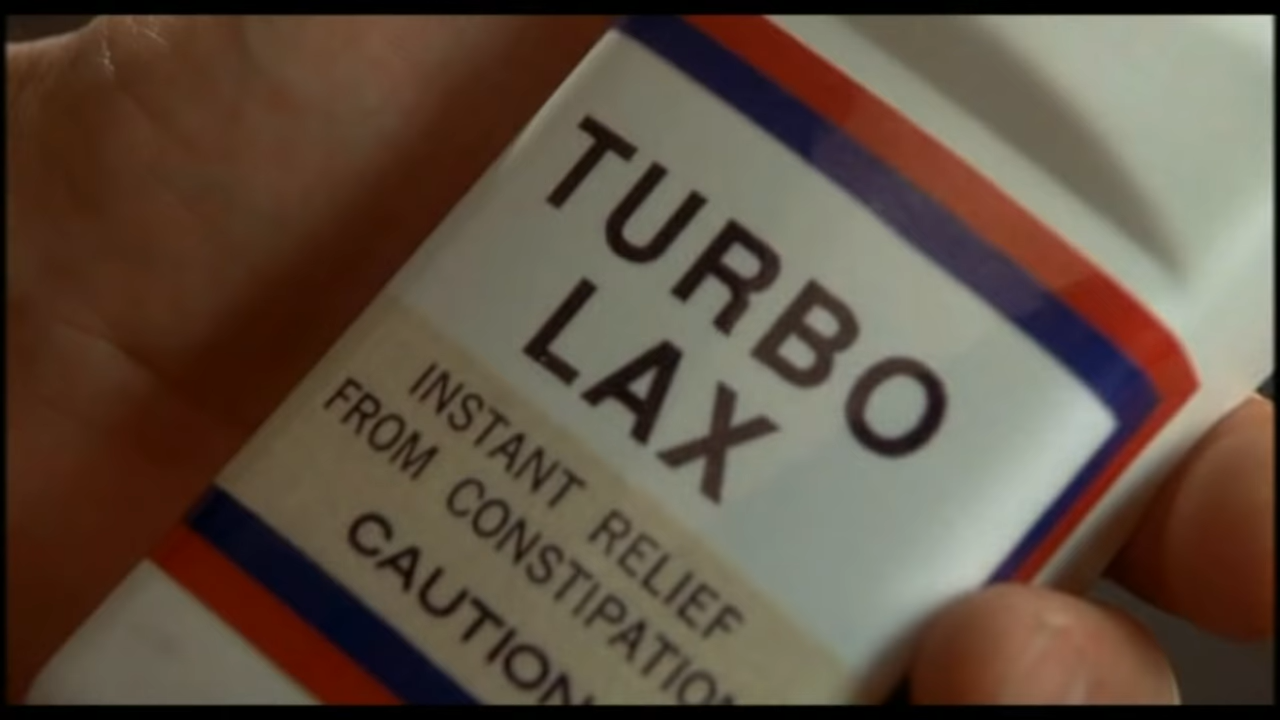 TURBO
LAX
INSTANT RELIEF
FROM CONSTIPATION
CAUTION